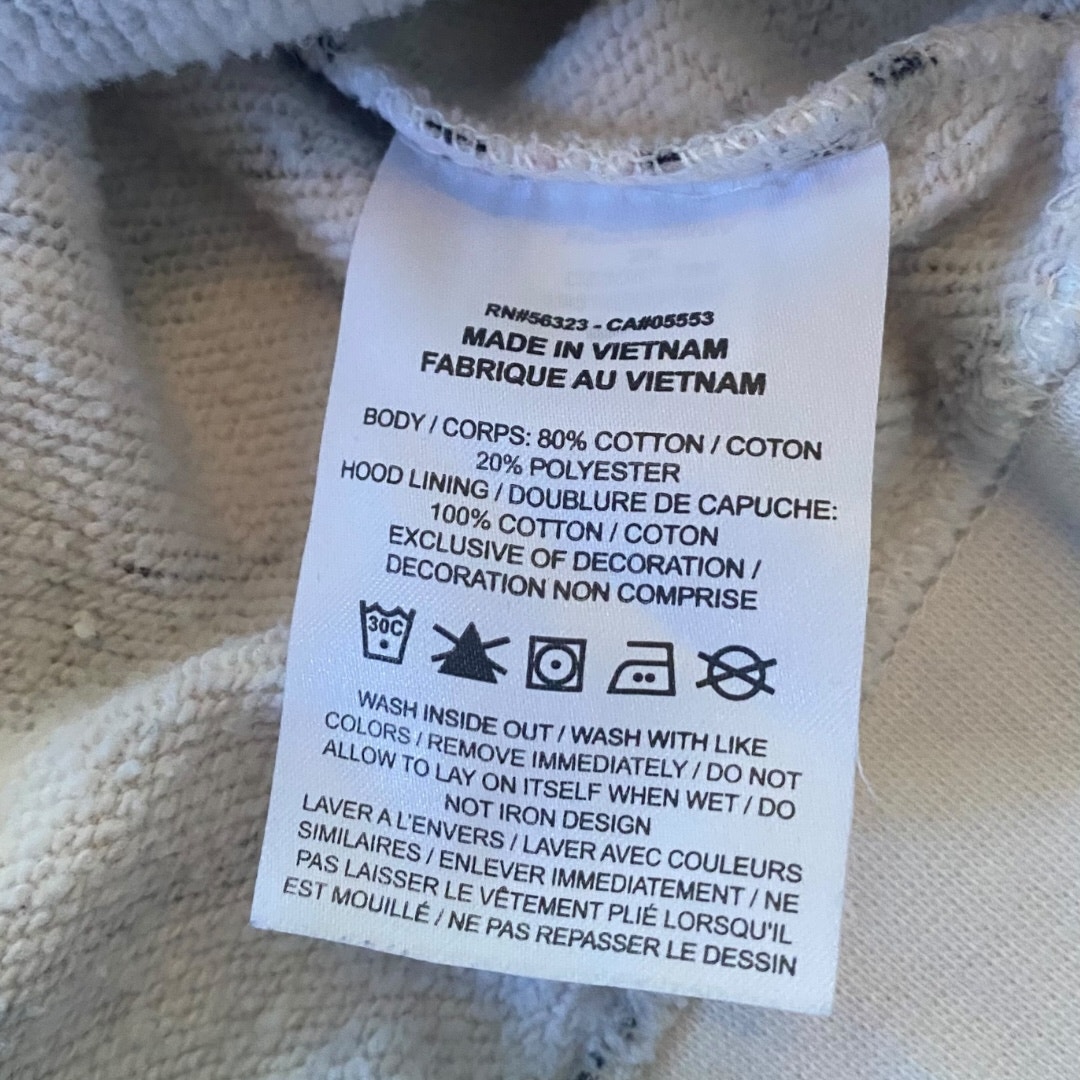 RN#56323 - CA#05553
MADE IN VIETNAM
FABRIQUE AU VIETNAM
BODY / CORPS: 80% COTTON / COTON
20% POLYESTER
HOOD LINING / DOUBLURE DE CAPUCHE:
100% COTTON / COTON
EXCLUSIVE OF DECORATION /
DECORATION NON COMPRISE
30C
WASH INSIDE OUT / WASH WITH LIKE
COLORS / REMOVE IMMEDIATELY / DO NOT
ALLOW TO LAY ON ITSELF WHEN WET / DO
NOT IRON DESIGN
LAVER A L'ENVERS / LAVER AVEC COULEURS
SIMILAIRES / ENLEVER IMMEDIATEMENT / NE
PAS LAISSER LE VÊTEMENT PLIÉ LORSQU'IL
EST MOUILLÉ / NE PAS REPASSER LE DESSIN